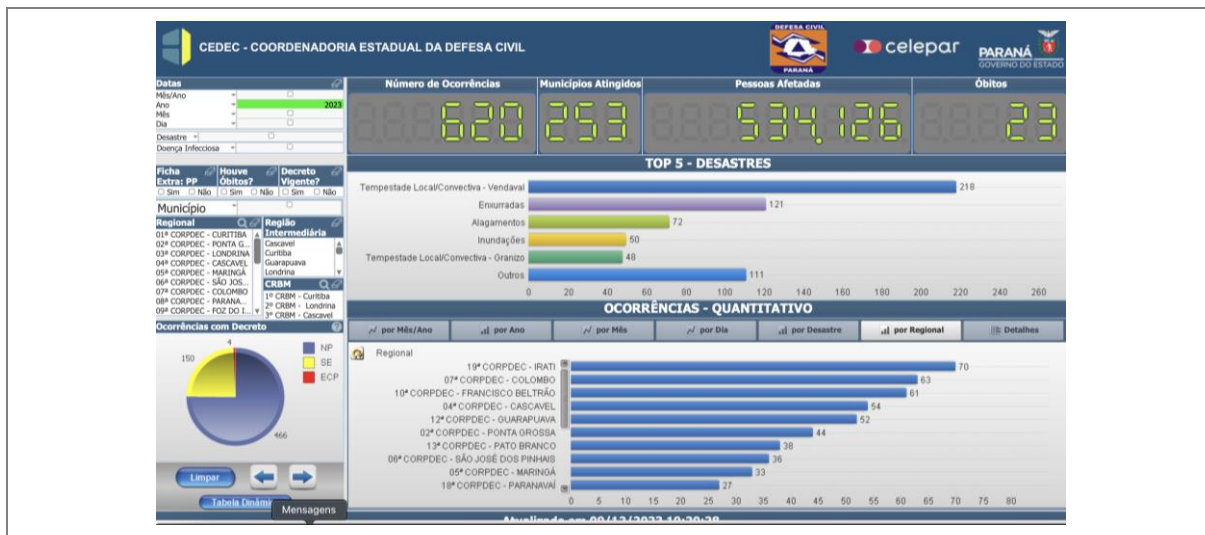 CEDEC - COORDENADORIA ESTADUAL DA DEFESA CIVIL
DEFESA CIVIL
PARANÁ
celepar
PARANÁ
GOVERNO DO ESTADO
Datas
Mês/Ano
Ano 2023
Mês
Dia
Desastre
Doença Infecciosa
Ficha Extra: PP
Houve Óbitos?
Decreto Vigente?
Sim Não Sim Não Sim Não
Município
Regional
01ª CORPDEC - CURITIBA
02ª CORPDEC - PONTA G...
03ª CORPDEC - LONDRINA
04ª CORPDEC - CASCAVEL
05ª CORPDEC - MARINGÁ
06ª CORPDEC - SÃO JOS...
07ª CORPDEC - COLOMBO
08ª CORPDEC - PARANA...
09ª CORPDEC - FOZ DO I...
Região Intermediária
Cascavel
Curitiba
Guarapuava
Londrina
CRBM
1º CRBM - Curitiba
2º CRBM - Londrina
3º CRBM - Cascavel
Ocorrências com Decreto
4
150
466
NP
SE
ECP
Limpar
Tabela Dinâmi
Mensagens
Número de Ocorrências
620
Municípios Atingidos
253
Pessoas Afetadas
534,126
Óbitos
23
TOP 5 - DESASTRES
Tempestade Local/Convectiva - Vendaval 218
Enxurradas 121
Alagamentos 72
Inundações 50
Tempestade Local/Convectiva - Granizo 48
Outros 111
0 20 40 60 80 100 120 140 160 180 200 220 240 260
OCORRÊNCIAS - QUANTITATIVO
por Mês/Ano por Ano por Mês por Dia por Desastre por Regional Detalhes
Regional
19ª CORPDEC - IRATI 70
07ª CORPDEC - COLOMBO 63
10ª CORPDEC - FRANCISCO BELTRÃO 61
04ª CORPDEC - CASCAVEL 54
12ª CORPDEC - GUARAPUAVA 52
02ª CORPDEC - PONTA GROSSA 44
13ª CORPDEC - PATO BRANCO 38
06ª CORPDEC - SÃO JOSÉ DOS PINHAIS 36
05ª CORPDEC - MARINGÁ 33
18ª CORPDEC - PARANAVAÍ 27
0 5 10 15 20 25 30 35 40 45 50 55 60 65 70 75 80